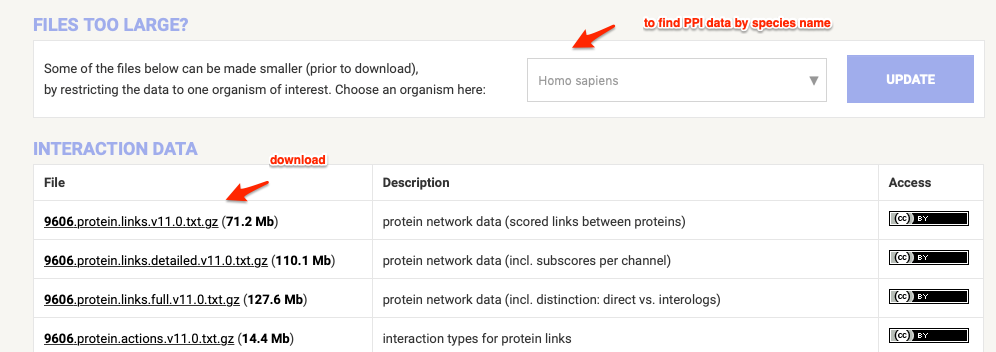 FILES TOO LARGE?
to find PPI data by species name
Some of the files below can be made smaller (prior to download),
by restricting the data to one organism of interest. Choose an organism here:
Homo sapiens
UPDATE
INTERACTION DATA
download
File Description Access
9606.protein.links.v11.0.txt.gz (71.2 Mb) protein network data (scored links between proteins) (cc) BY
9606.protein.links.detailed.v11.0.txt.gz (110.1 Mb) protein network data (incl. subscores per channel) (cc) BY
9606.protein.links.full.v11.0.txt.gz (127.6 Mb) protein network data (incl. distinction: direct vs. interologs) (cc) BY
9606.protein.actions.v11.0.txt.gz (14.4 Mb) interaction types for protein links (cc) BY